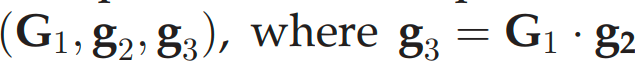 (G₁, g₂, g₃), where g₃ = G₁ · g₂